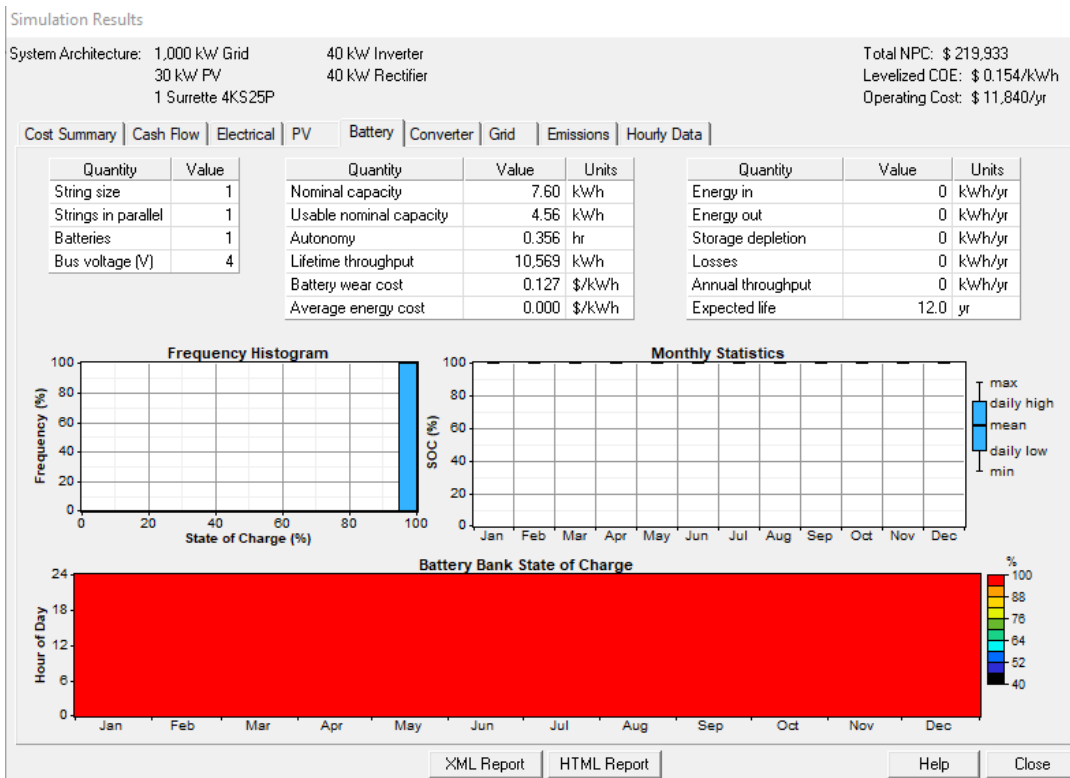 Simulation Results
System Architecture: 1,000 kW Grid 40 kW Inverter Total NPC: $ 219,933
30 kW PV 40 kW Rectifier Levelized COE: $ 0.154/kWh
1 Surrette 4KS25P Operating Cost: $ 11,840/yr
Cost Summary Cash Flow Electrical PV Battery Converter Grid Emissions Hourly Data
Quantity Value Quantity Value Units Quantity Value Units
String size 1 Nominal capacity 7.60 kWh Energy in 0 kWh/yr
Strings in parallel 1 Usable nominal capacity 4.56 kWh Energy out 0 kWh/yr
Batteries 1 Autonomy 0.356 hr Storage depletion 0 kWh/yr
Bus voltage (V) 4 Lifetime throughput 10,569 kWh Losses 0 kWh/yr
Battery wear cost 0.127 $/kWh Annual throughput 0 kWh/yr
Average energy cost 0.000 $/kWh Expected life 12.0 yr
Frequency Histogram
100
80
60
40
20
0
Frequency (%)
0 20 40 60 80 100
State of Charge (%)
Monthly Statistics
100
80
60
40
20
0
SOC (%)
Jan Feb Mar Apr May Jun Jul Aug Sep Oct Nov Dec
max
daily high
mean
daily low
min
Battery Bank State of Charge
24
18
12
6
0
Hour of Day
Jan Feb Mar Apr May Jun Jul Aug Sep Oct Nov Dec
%
100
88
76
64
52
40
XML Report HTML Report Help Close